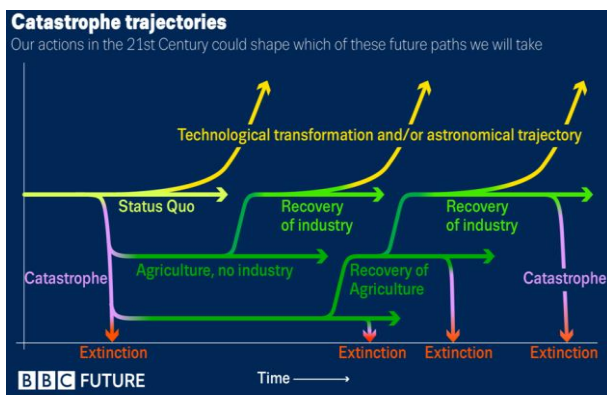 Catastrophe trajectories
Our actions in the 21st Century could shape which of these future paths we will take
Technological transformation and/or astronomical trajectory
Status Quo
Recovery
of industry
Recovery
of industry
Catastrophe
Agriculture, no industry
Recovery of
Agriculture
Catastrophe
Extinction
Extinction
Extinction
Extinction
BBC FUTURE
Time